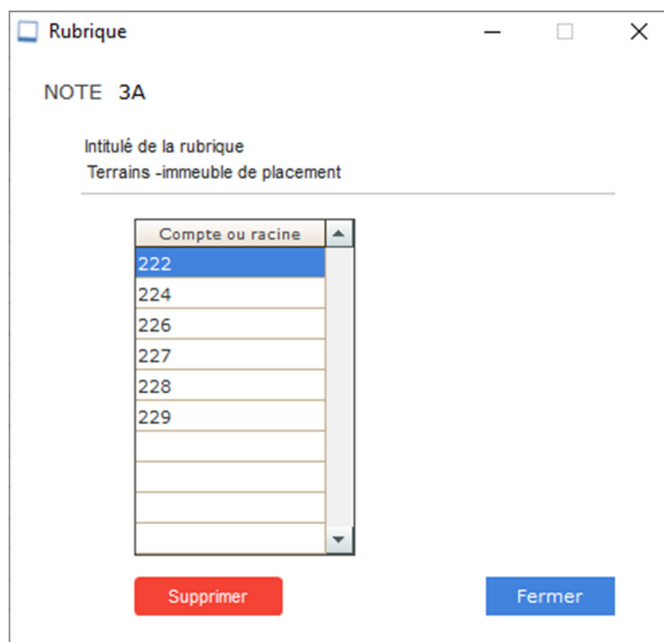 Rubrique
NOTE 3A
Intitulé de la rubrique
Terrains -immeuble de placement
Compte ou racine
222
224
226
227
228
229
Supprimer
Fermer